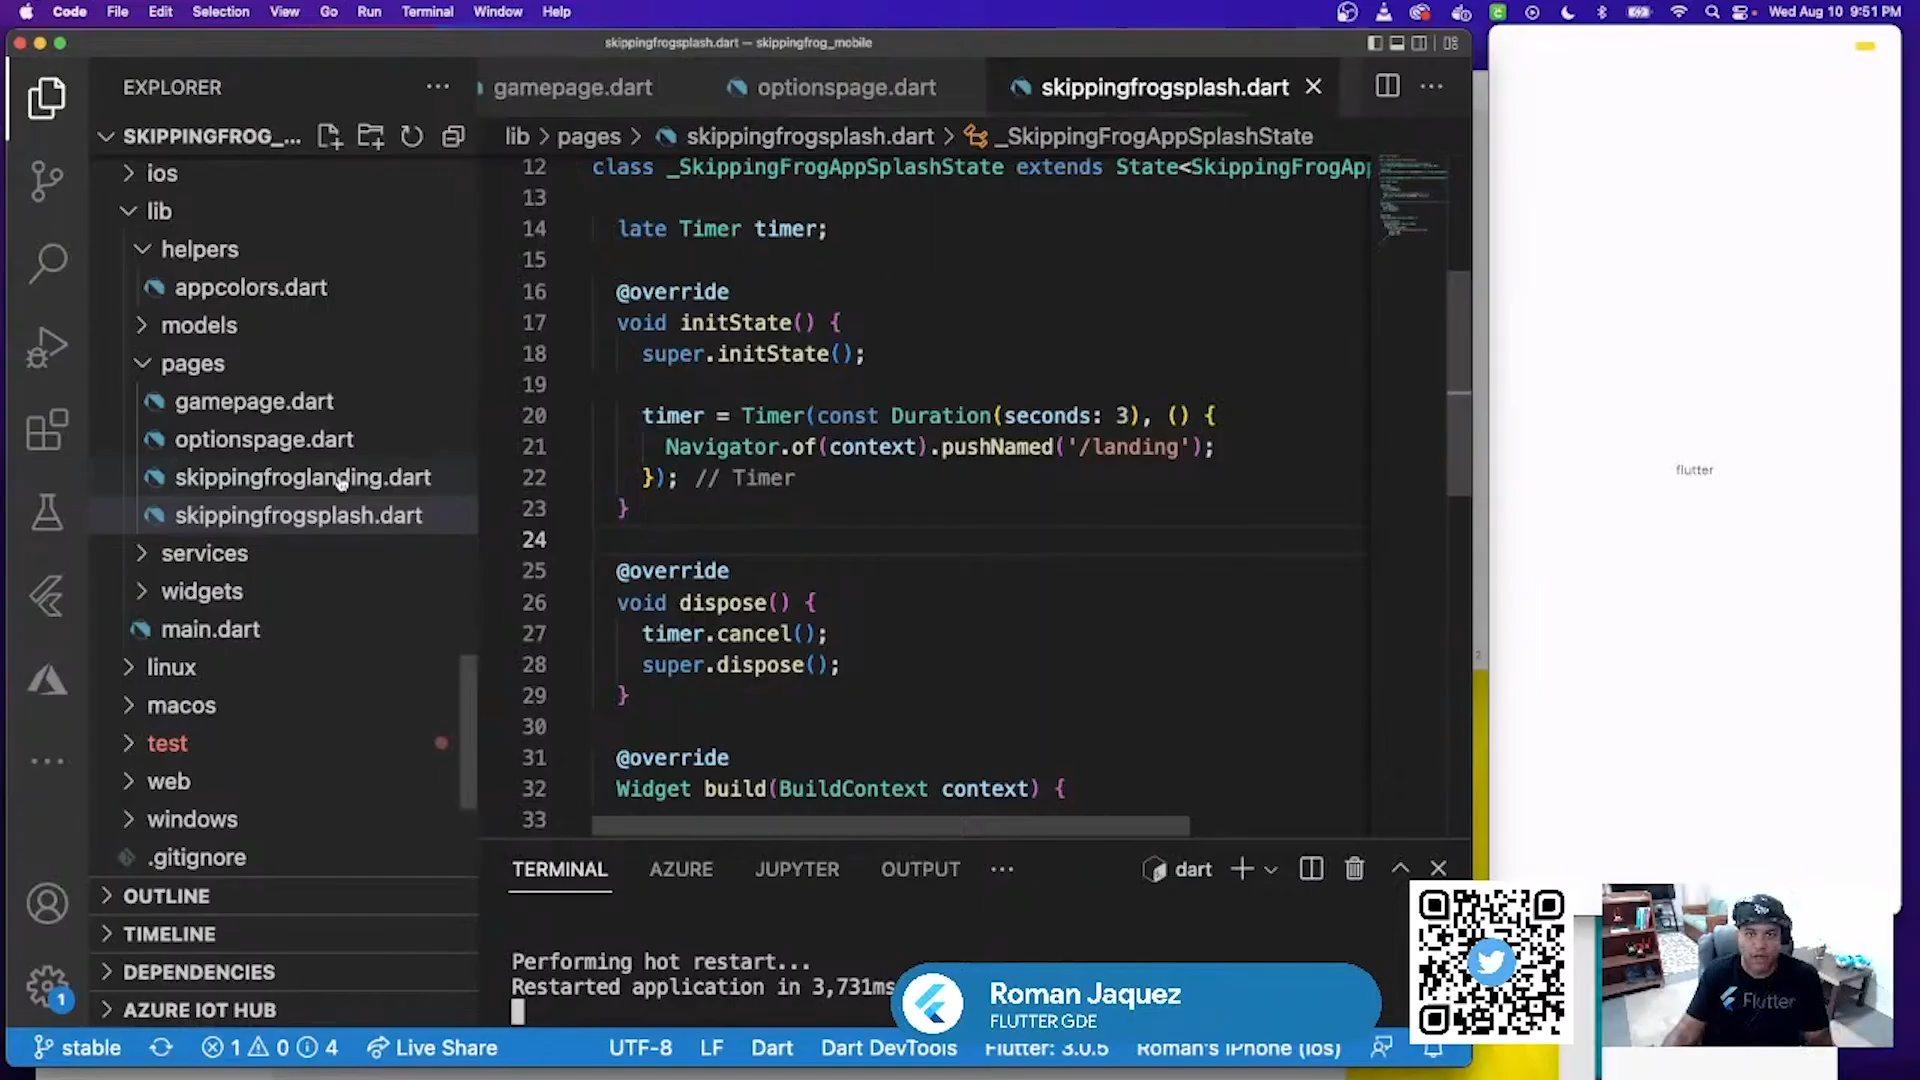 Code File Edit Selection View Go Run Terminal Window Help
Wed Aug 10 9:51 PM
skippingfrogsplash.dart — skippingfrog_mobile
EXPLORER
gamepage.dart
optionspage.dart
skippingfrogsplash.dart
SKIPPINGFROG_...
lib > pages > skippingfrogsplash.dart > _SkippingFrogAppSplashState
ios
lib
helpers
appcolors.dart
models
pages
gamepage.dart
optionspage.dart
skippingfroglanding.dart
skippingfrogsplash.dart
services
widgets
main.dart
linux
macos
test
web
windows
.gitignore
OUTLINE
TIMELINE
DEPENDENCIES
AZURE IOT HUB
12 class _SkippingFrogAppSplashState extends State<SkippingFrogApp
13
14 late Timer timer;
15
16 @override
17 void initState() {
18 super.initState();
19
20 timer = Timer(const Duration(seconds: 3), () {
21 Navigator.of(context).pushNamed('/landing');
22 }); // Timer
23 }
24
25 @override
26 void dispose() {
27 timer.cancel();
28 super.dispose();
29 }
30
31 @override
32 Widget build(BuildContext context) {
33
TERMINAL AZURE JUPYTER OUTPUT
dart
Performing hot restart...
Restarted application in 3,731ms
1
stable
1 0 4
Live Share
UTF-8 LF Dart Dart DevTools Flutter: 3.0.5 Roman's iPhone (ios)
flutter
2
Roman Jaquez
FLUTTER GDE
Flutter